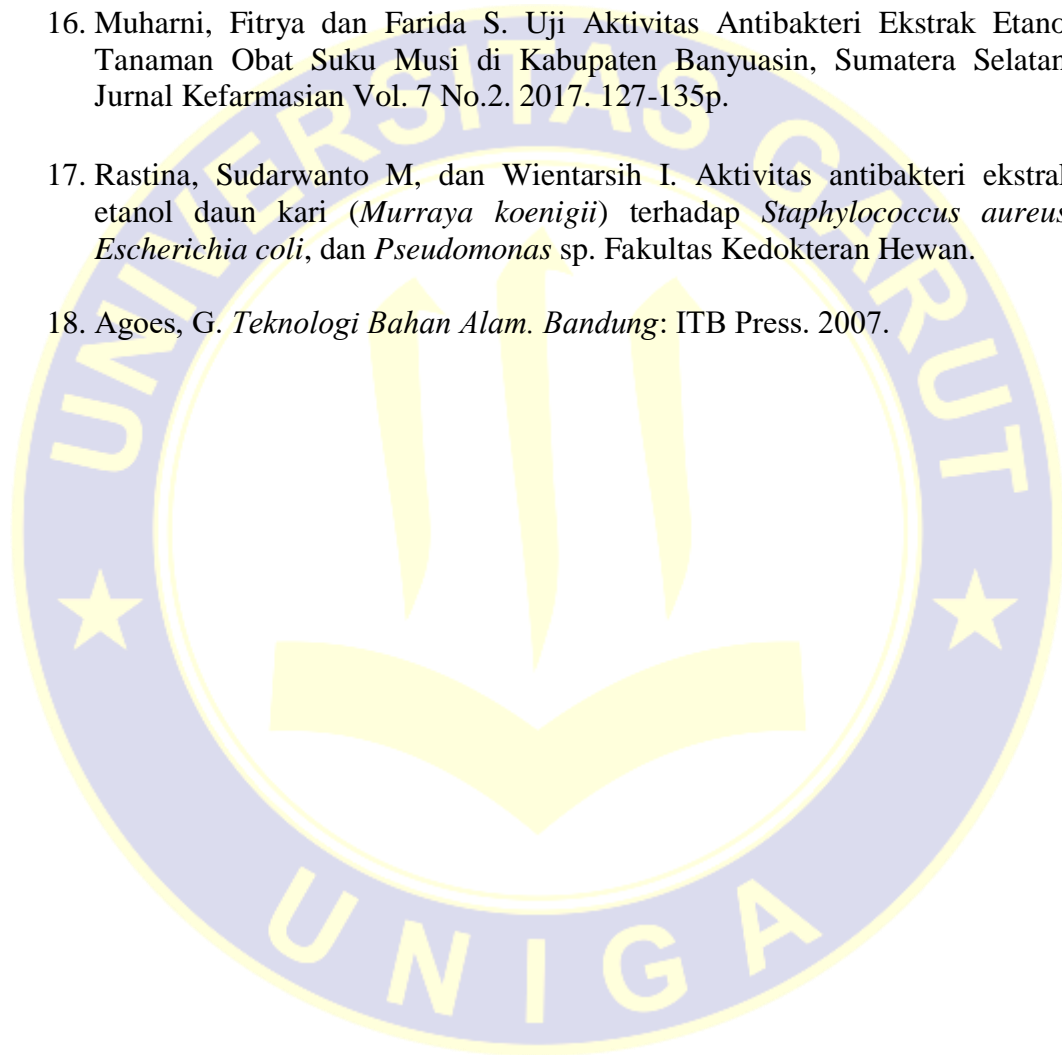 UNIVERSITAS GARUT
16. Muharni, Fitrya dan Farida S. Uji Aktivitas Antibakteri Ekstrak Etano
Tanaman Obat Suku Musi di Kabupaten Banyuasin, Sumatera Selatan
Jurnal Kefarmasian Vol. 7 No.2. 2017. 127-135p.
17. Rastina, Sudarwanto M, dan Wientarsih I. Aktivitas antibakteri ekstrak
etanol daun kari (Murraya koenigii) terhadap Staphylococcus aureus
Escherichia coli, dan Pseudomonas sp. Fakultas Kedokteran Hewan.
18. Agoes, G. Teknologi Bahan Alam. Bandung: ITB Press. 2007.
UNIGA